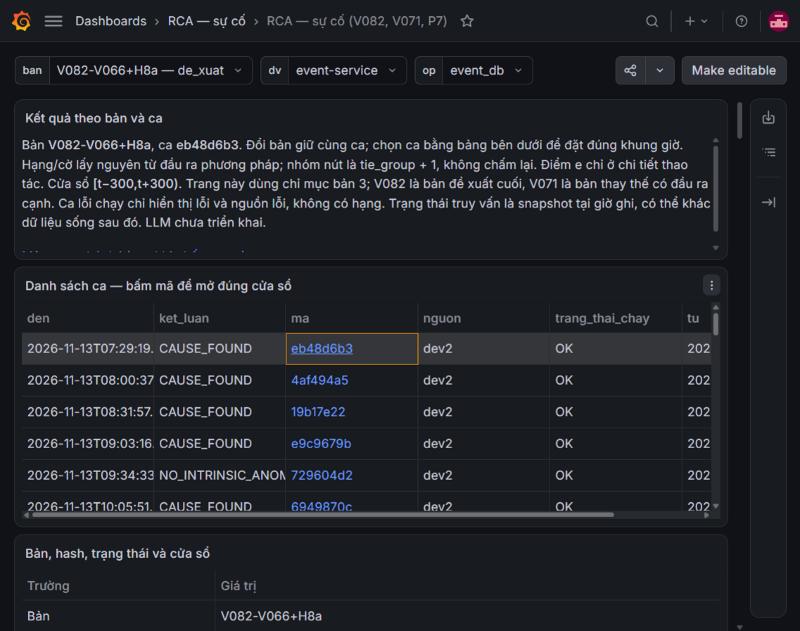 Dashboards › RCA — sự cố › RCA — sự cố (V082, V071, P7)
ban V082-V066+H8a — de_xuat dv event-service op event_db Make editable
Kết quả theo bản và ca
Bản V082-V066+H8a, ca eb48d6b3. Đổi bản giữ cùng ca; chọn ca bằng bảng bên dưới để đặt đúng khung giờ.
Hạng/cờ lấy nguyên từ đầu ra phương pháp; nhóm nút là tie_group + 1, không chấm lại. Điểm e chỉ ở chi tiết thao
tác. Cửa sổ [t−300,t+300). Trang này dùng chỉ mục bản 3; V082 là bản đề xuất cuối, V071 là bản thay thế có đầu ra
cạnh. Ca lỗi chạy chỉ hiển thị lỗi và nguồn lỗi, không có hạng. Trạng thái truy vấn là snapshot tại giờ ghi, có thể khác
dữ liệu sống sau đó. LLM chưa triển khai.
Danh sách ca — bấm mã để mở đúng cửa sổ
den ket_luan ma nguon trang_thai_chay tu
2026-11-13T07:29:19. CAUSE_FOUND eb48d6b3 dev2 OK 202
2026-11-13T08:00:37 CAUSE_FOUND 4af494a5 dev2 OK 202
2026-11-13T08:31:57. CAUSE_FOUND 19b17e22 dev2 OK 202
2026-11-13T09:03:16. CAUSE_FOUND e9c9679b dev2 OK 202
2026-11-13T09:34:33 NO_INTRINSIC_ANOM 729604d2 dev2 OK 202
2026-11-13T10:05:51. CAUSE_FOUND 6949870c dev2 OK 202
Bản, hash, trạng thái và cửa sổ
Trường Giá trị
Bản V082-V066+H8a